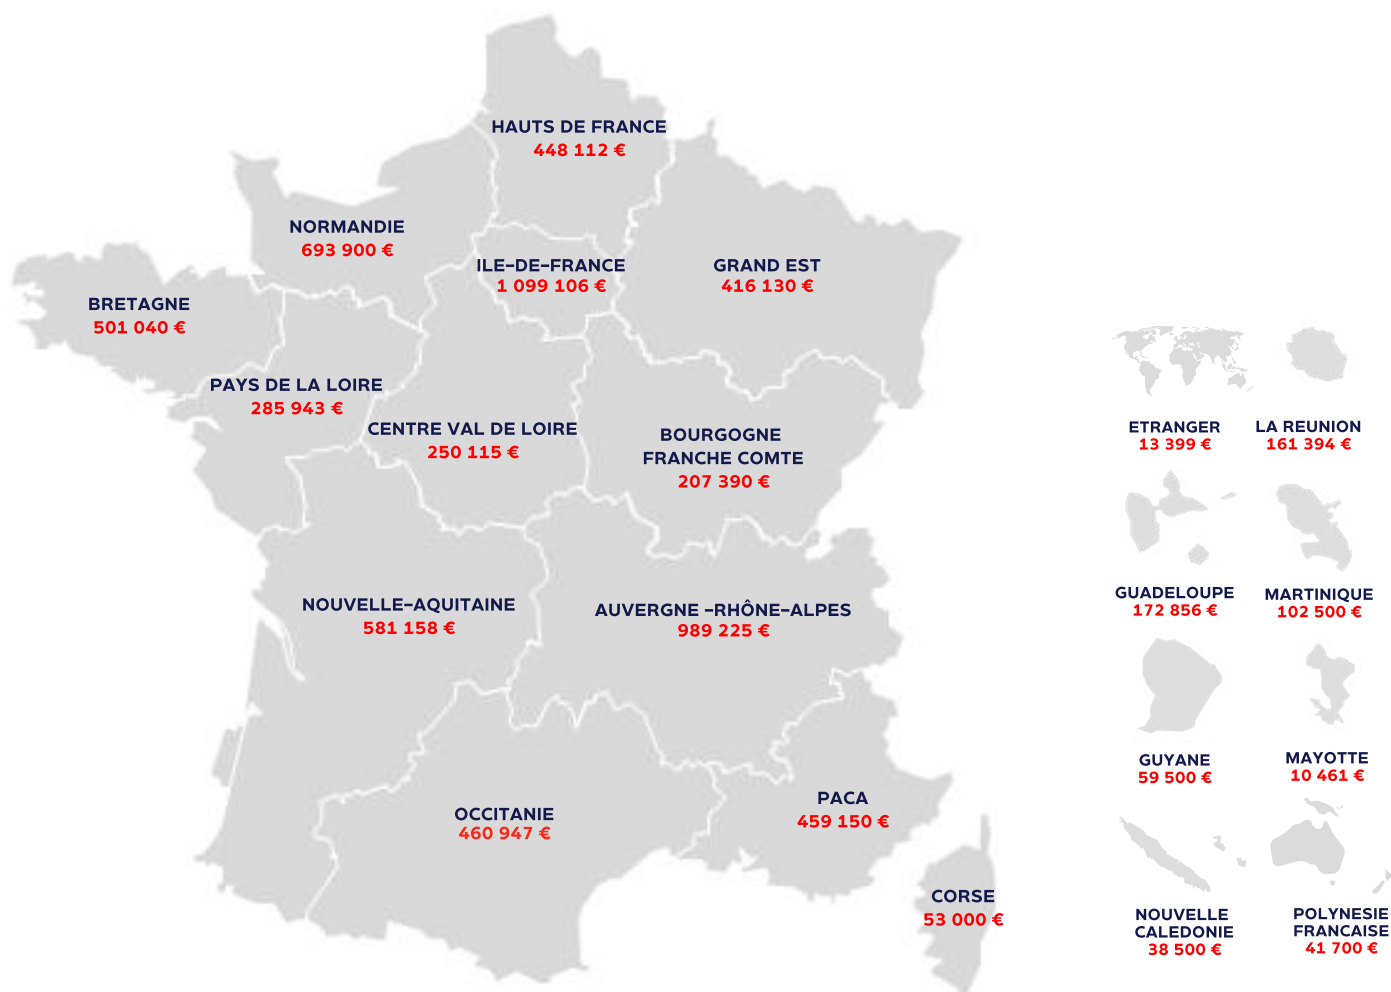 HAUTS DE FRANCE
448 112 €
NORMANDIE
693 900 €
ILE-DE-FRANCE
1 099 106 €
GRAND EST
416 130 €
BRETAGNE
501 040 €
PAYS DE LA LOIRE
285 943 €
CENTRE VAL DE LOIRE
250 115 €
BOURGOGNE
FRANCHE COMTE
207 390 €
NOUVELLE-AQUITAINE
581 158 €
AUVERGNE -RHÔNE-ALPES
989 225 €
OCCITANIE
460 947 €
PACA
459 150 €
CORSE
53 000 €
ETRANGER
13 399 €
LA REUNION
161 394 €
GUADELOUPE
172 856 €
MARTINIQUE
102 500 €
GUYANE
59 500 €
MAYOTTE
10 461 €
NOUVELLE
CALEDONIE
38 500 €
POLYNESIE
FRANCAISE
41 700 €